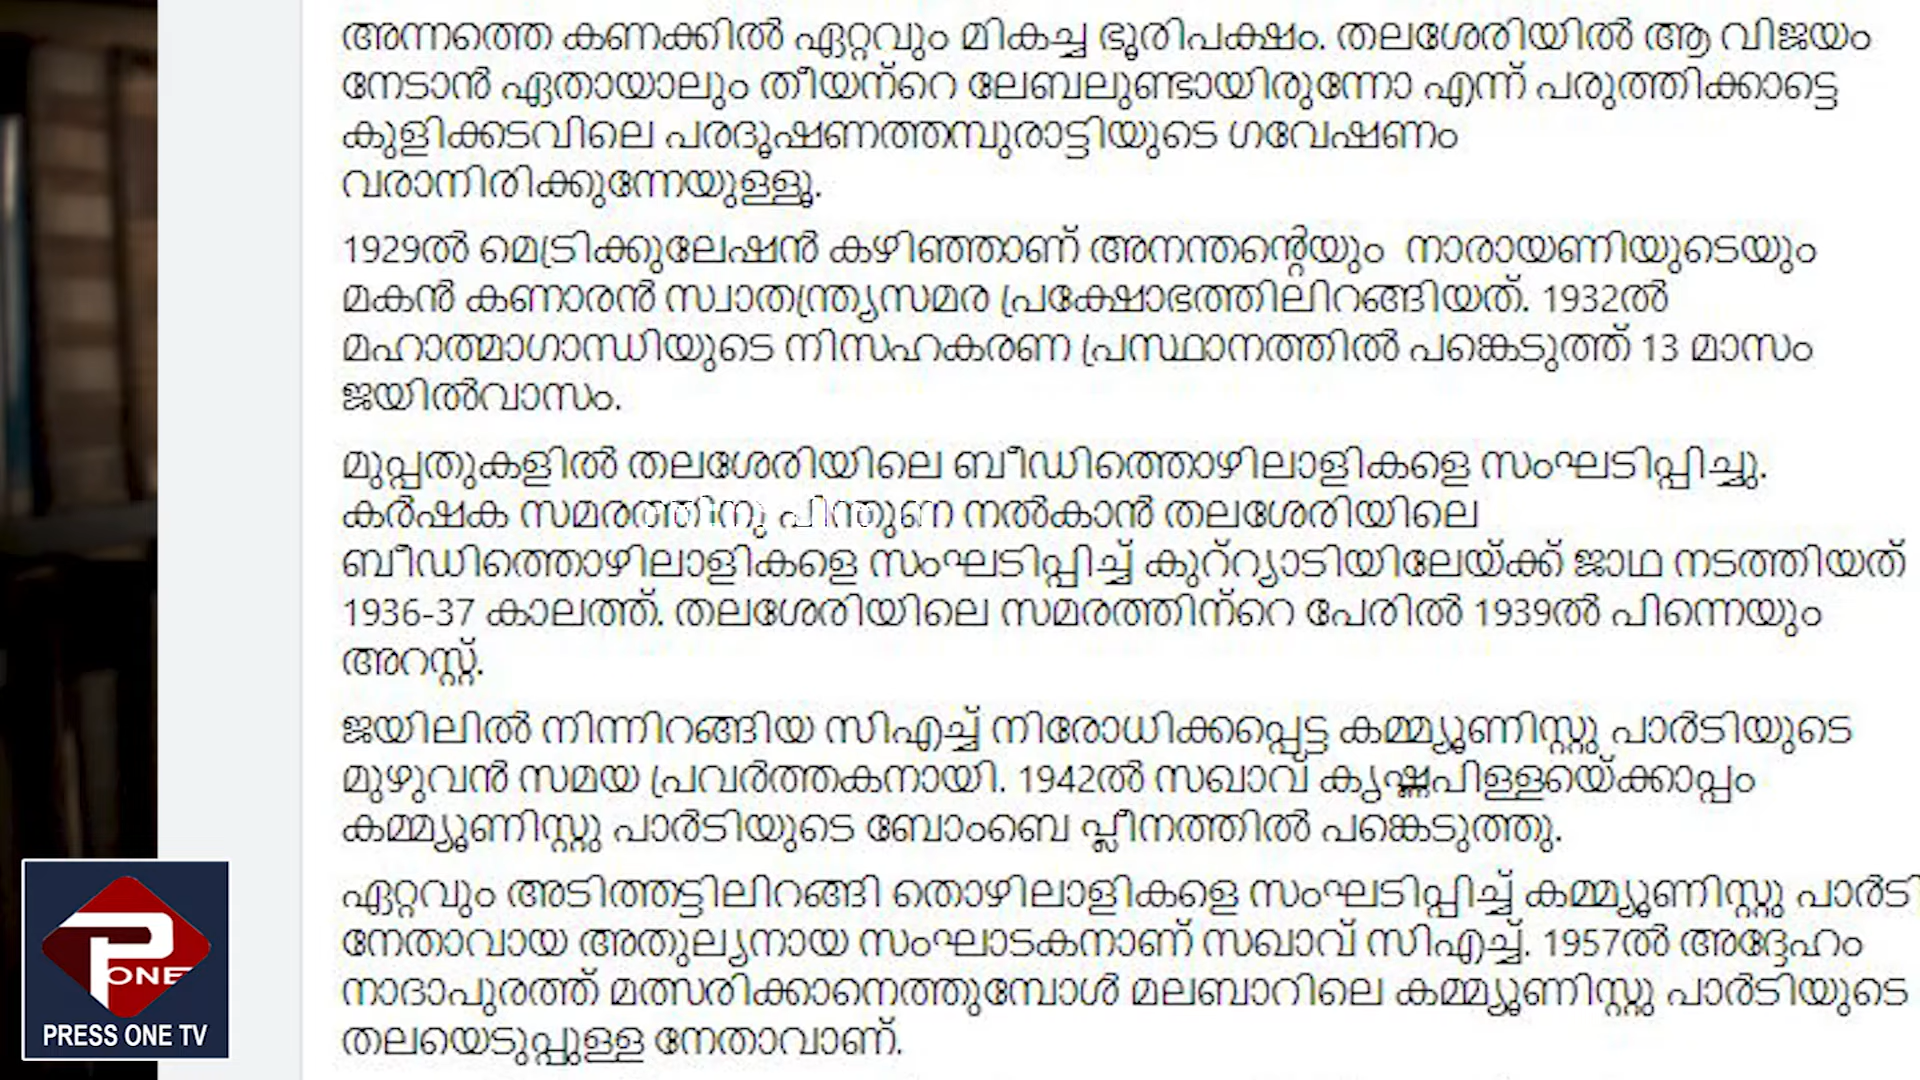 അന്നത്തെ കണക്കിൽ ഏറ്റവും മികച്ച ഭൂരിപക്ഷം. തലശേരിയിൽ ആ വിജയം
നേടാൻ ഏതായാലും തീയന്റെ ലേബലുണ്ടായിരുന്നോ എന്ന് പരുത്തിക്കാട്ടെ
കുളിക്കടവിലെ പരദൂഷണത്തമ്പുരാട്ടിയുടെ ഗവേഷണം
വരാനിരിക്കുന്നേയുള്ളൂ.
1929ൽ മെട്രിക്കുലേഷൻ കഴിഞ്ഞാണ് അനന്തന്റെയും നാരായണിയുടെയും
മകൻ കണാരൻ സ്വാതന്ത്ര്യസമര പ്രക്ഷോഭത്തിലിറങ്ങിയത്. 1932ൽ
മഹാത്മാഗാന്ധിയുടെ നിസഹകരണ പ്രസ്ഥാനത്തിൽ പങ്കെടുത്ത് 13 മാസം
ജയിൽവാസം.
മുപ്പതുകളിൽ തലശേരിയിലെ ബീഡിത്തൊഴിലാളികളെ സംഘടിപ്പിച്ചു.
കർഷക സമരത്തിനു പിന്തുണ നൽകാൻ തലശേരിയിലെ
ബീഡിത്തൊഴിലാളികളെ സംഘടിപ്പിച്ച് കുറ്റ്യാടിയിലേയ്ക്ക് ജാഥ നടത്തിയത്
1936-37 കാലത്ത്. തലശേരിയിലെ സമരത്തിന്റെ പേരിൽ 1939ൽ പിന്നെയും
അറസ്റ്റ്.
ജയിലിൽ നിന്നിറങ്ങിയ സിഎച്ച് നിരോധിക്കപ്പെട്ട കമ്മ്യൂണിസ്റ്റു പാർടിയുടെ
മുഴുവൻ സമയ പ്രവർത്തകനായി. 1942ൽ സഖാവ് കൃഷ്ണപിള്ളയ്ക്കൊപ്പം
കമ്മ്യൂണിസ്റ്റു പാർടിയുടെ ബോംബെ പ്ലീനത്തിൽ പങ്കെടുത്തു.
ഏറ്റവും അടിത്തട്ടിലിറങ്ങി തൊഴിലാളികളെ സംഘടിപ്പിച്ച് കമ്മ്യൂണിസ്റ്റു പാർടി
നേതാവായ അതുല്യനായ സംഘാടകനാണ് സഖാവ് സിഎച്ച്. 1957ൽ അദ്ദേഹം
നാദാപുരത്ത് മത്സരിക്കാനെത്തുമ്പോൾ മലബാറിലെ കമ്മ്യൂണിസ്റ്റു പാർടിയുടെ
തലയെടുപ്പുള്ള നേതാവാണ്.
P ONE
PRESS ONE TV